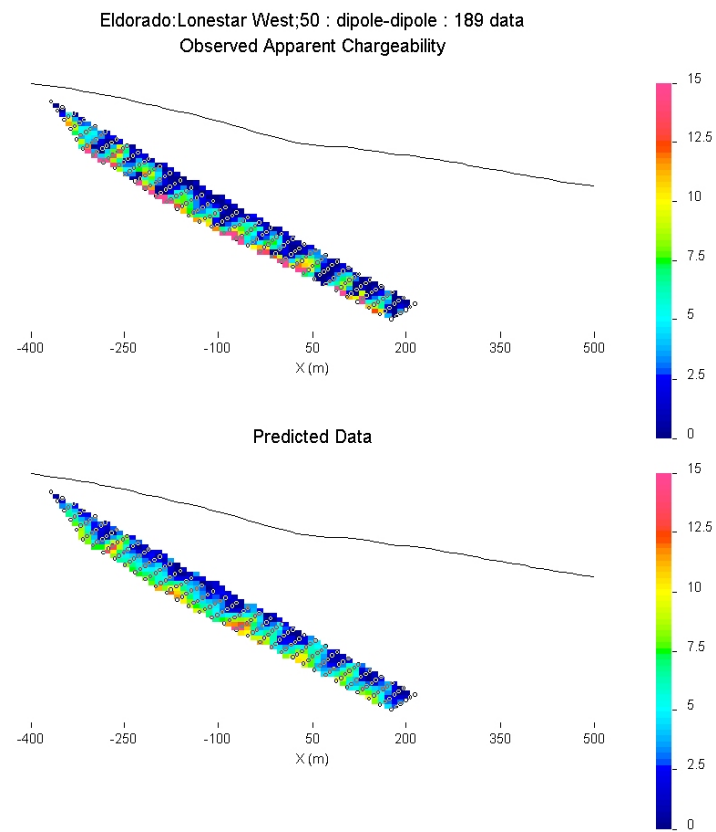 Eldorado:Lonestar West;50 : dipole-dipole : 189 data
Observed Apparent Chargeability
15
12.5
10
7.5
5
2.5
0
-400 -250 -100 50 200 350 500
X (m)
Predicted Data
15
12.5
10
7.5
5
2.5
0
-400 -250 -100 50 200 350 500
X (m)